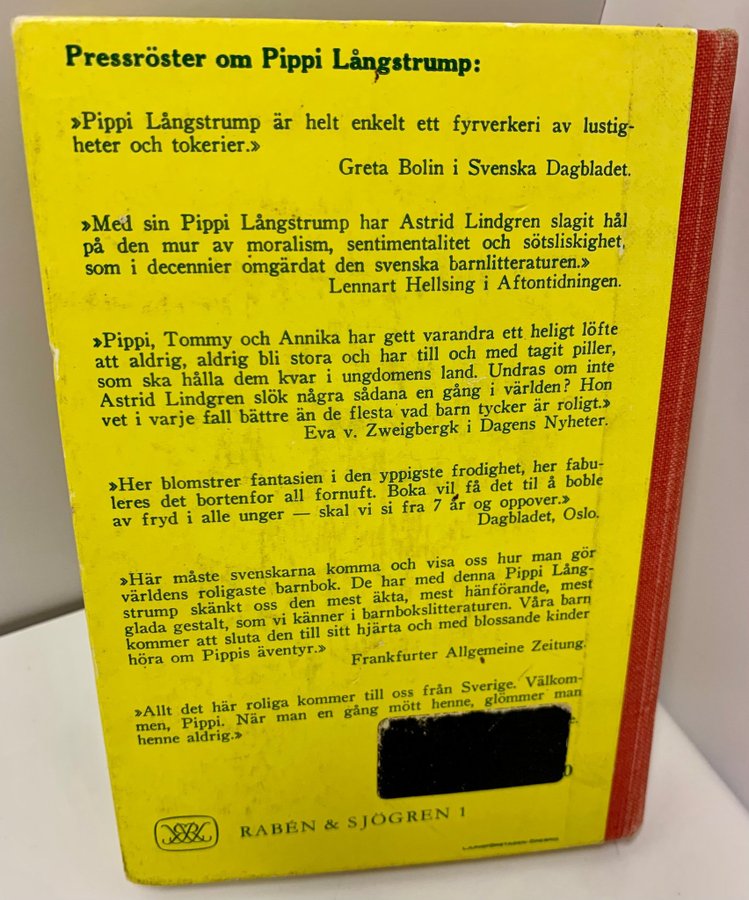 Pressröster om Pippi Långstrump:
»Pippi Långstrump är helt enkelt ett fyrverkeri av lustig-
heter och tokerier.»
Greta Bolin i Svenska Dagbladet.
»Med sin Pippi Långstrump har Astrid Lindgren slagit hål
på den mur av moralism, sentimentalitet och sötsliskighet,
som i decennier omgärdat den svenska barnlitteraturen.»
Lennart Hellsing i Aftontidningen.
»Pippi, Tommy och Annika har gett varandra ett heligt löfte
att aldrig, aldrig bli stora och har till och med tagit piller,
som ska hålla dem kvar i ungdomens land. Undras om inte
Astrid Lindgren slök några sådana en gång i världen? Hon
vet i varje fall bättre än de flesta vad barn tycker är roligt.»
Eva v. Zweigbergk i Dagens Nyheter.
»Her blomstrer fantasien i den yppigste frodighet, her fabu-
leres det bortenfor all fornuft. Boka vil få det til å boble
av fryd i alle unger — skal vi si fra 7 år og oppover.»
Dagbladet, Oslo.
»Här måste svenskarna komma och visa oss hur man gör
världens roligaste barnbok. De har med denna Pippi Lång-
strump skänkt oss den mest äkta, mest hänförande, mest
glada gestalt, som vi känner i barnbokslitteraturen. Våra barn
kommer att sluta den till sitt hjärta och med blossande kinder
höra om Pippis äventyr.»
Frankfurter Allgemeine Zeitung.
»Allt det här roliga kommer till oss från Sverige. Välkom-
men, Pippi. När man en gång mött henne, glömmer man
henne aldrig.»
RABÉN & SJÖGREN 1